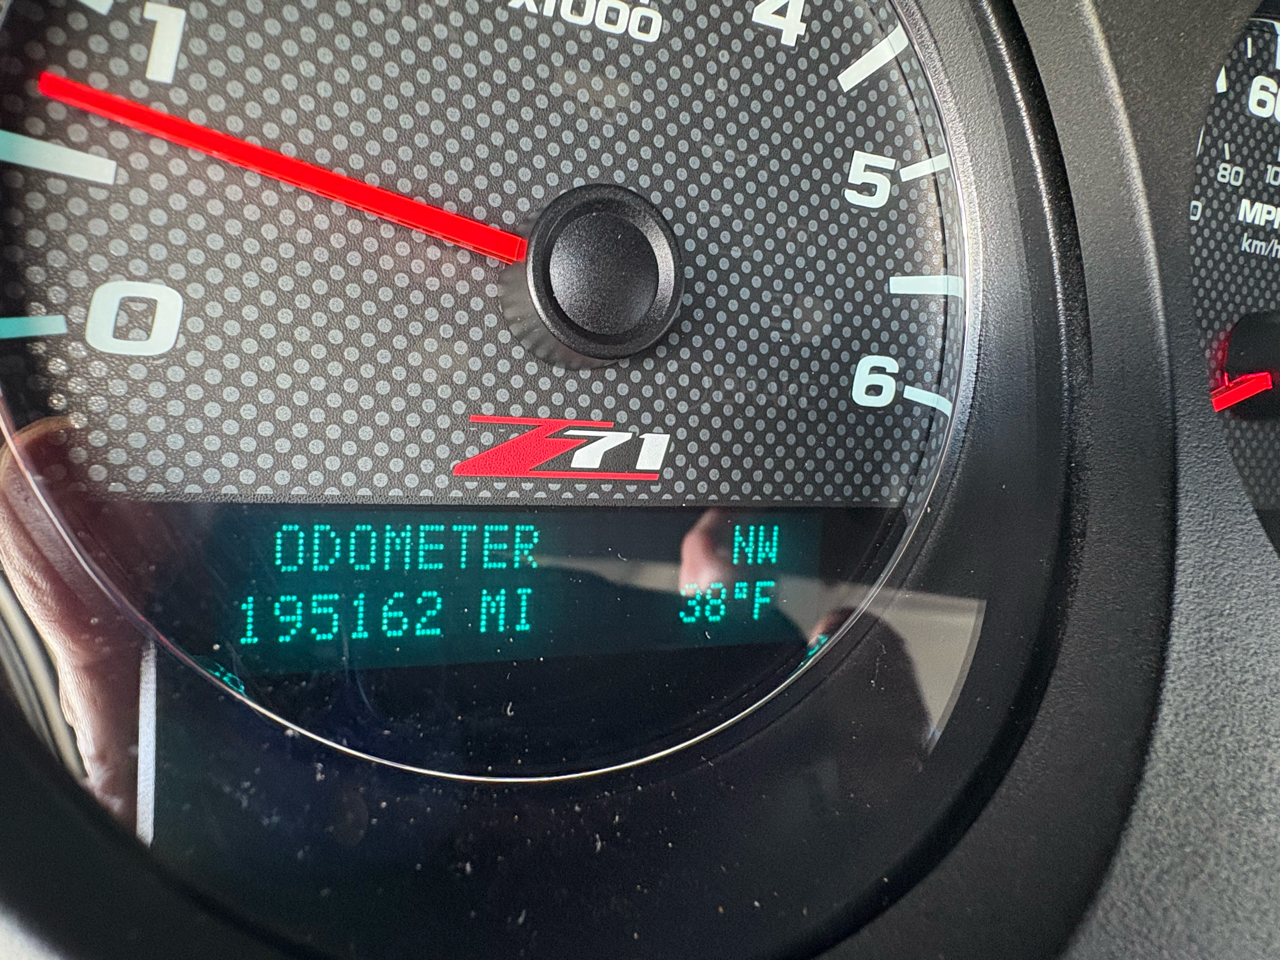 x1000
1
4
5
0
6
Z71
ODOMETER NW
195162 MI 38°F
80
MPH
km/h